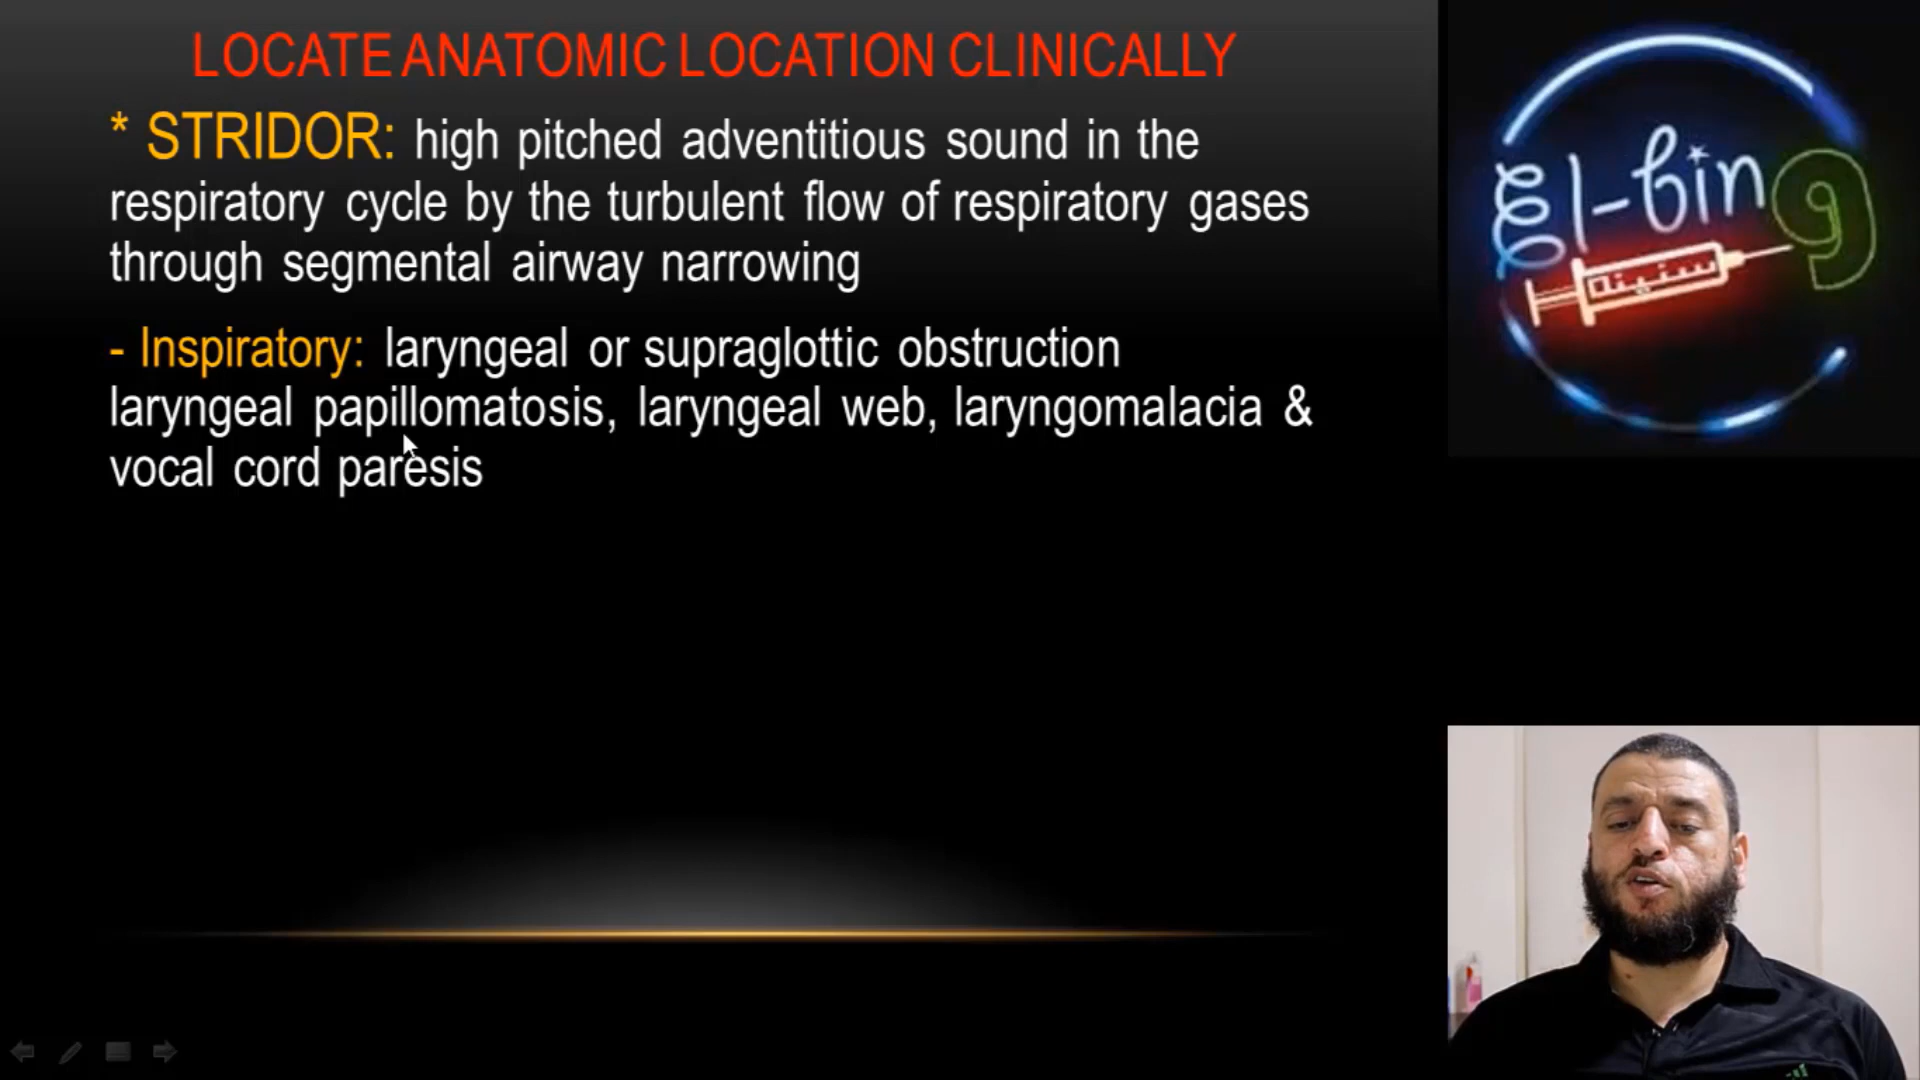 LOCATE ANATOMIC LOCATION CLINICALLY
* STRIDOR: high pitched adventitious sound in the
respiratory cycle by the turbulent flow of respiratory gases
through segmental airway narrowing
- Inspiratory: laryngeal or supraglottic obstruction
laryngeal papillomatosis, laryngeal web, laryngomalacia &
vocal cord paresis
El-bing